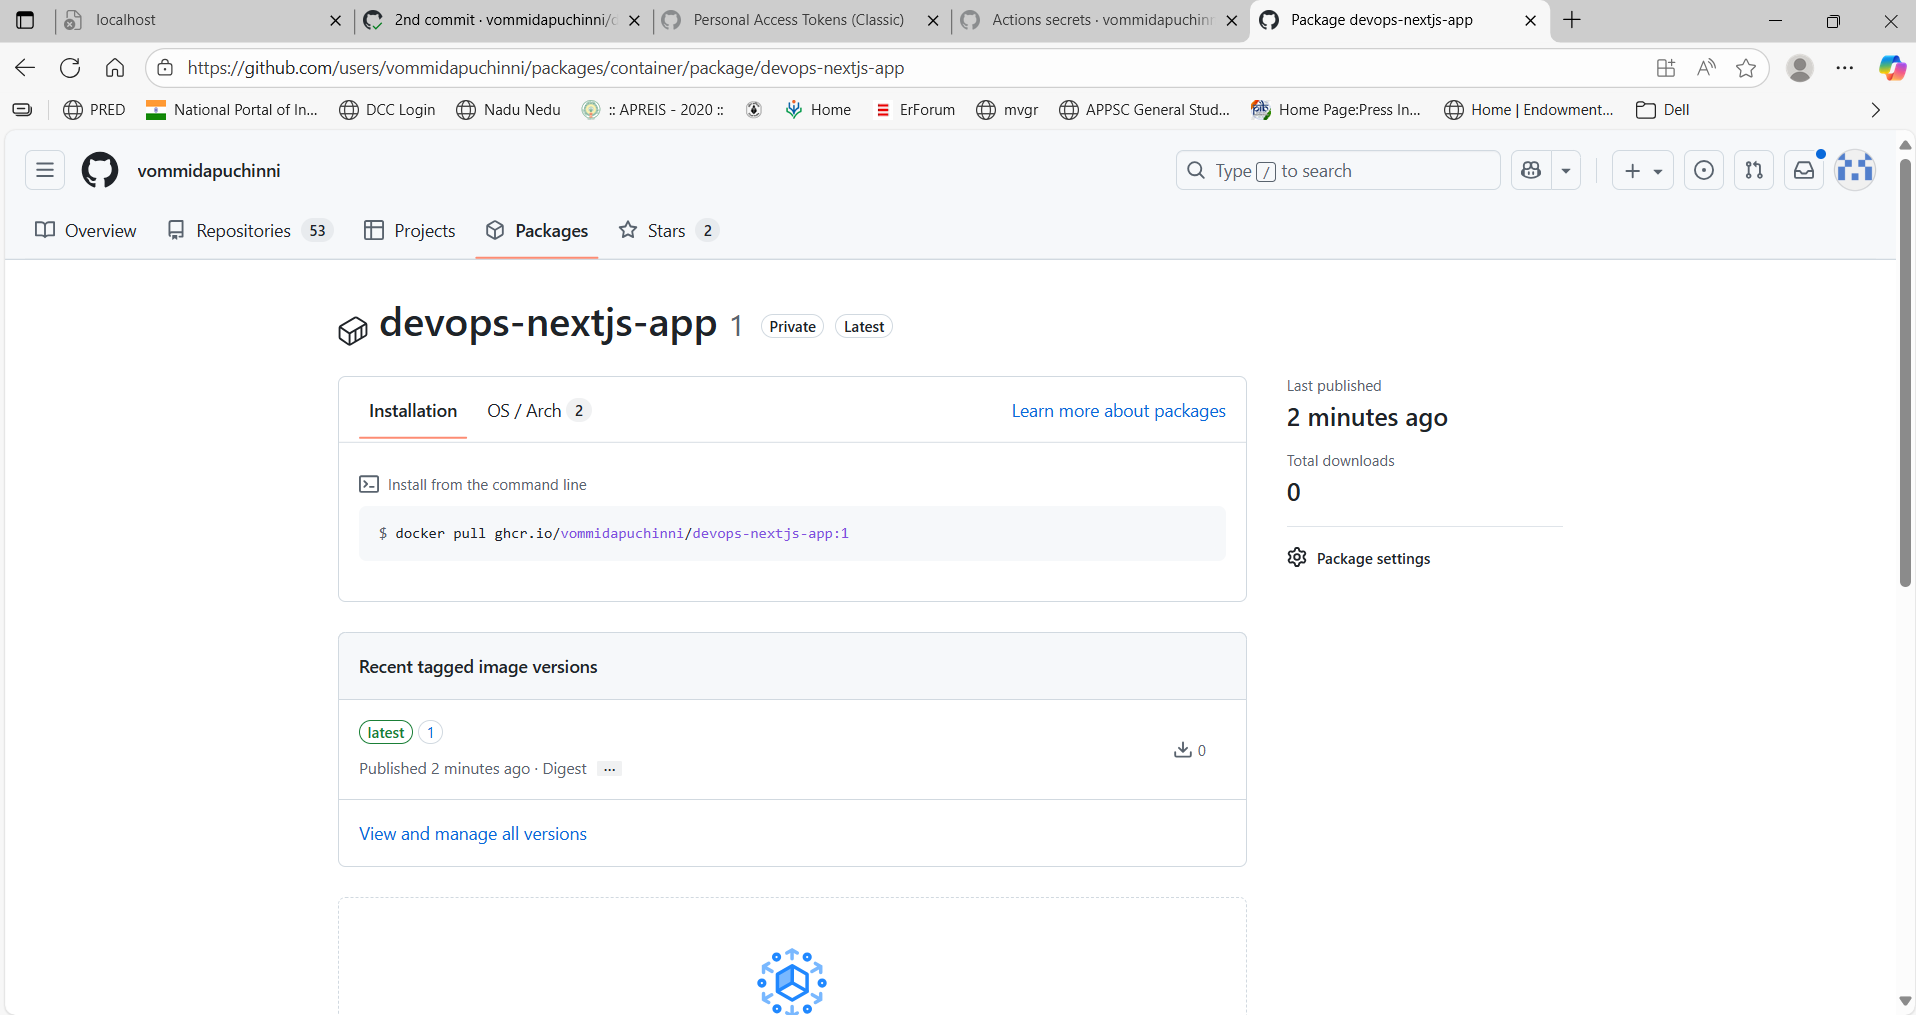 localhost
2nd commit · vommidapuchinni/d
Personal Access Tokens (Classic)
Actions secrets · vommidapuchinn
Package devops-nextjs-app
https://github.com/users/vommidapuchinni/packages/container/package/devops-nextjs-app
PRED
National Portal of In...
DCC Login
Nadu Nedu
:: APREIS - 2020 ::
Home
ErForum
mvgr
APPSC General Stud...
Home Page:Press In...
Home | Endowment...
Dell
vommidapuchinni
Type / to search
Overview
Repositories 53
Projects
Packages
Stars 2
devops-nextjs-app 1 Private Latest
Installation
OS / Arch 2
Learn more about packages
Install from the command line
$ docker pull ghcr.io/vommidapuchinni/devops-nextjs-app:1
Last published
2 minutes ago
Total downloads
0
Package settings
Recent tagged image versions
latest 1
Published 2 minutes ago · Digest ...
0
View and manage all versions